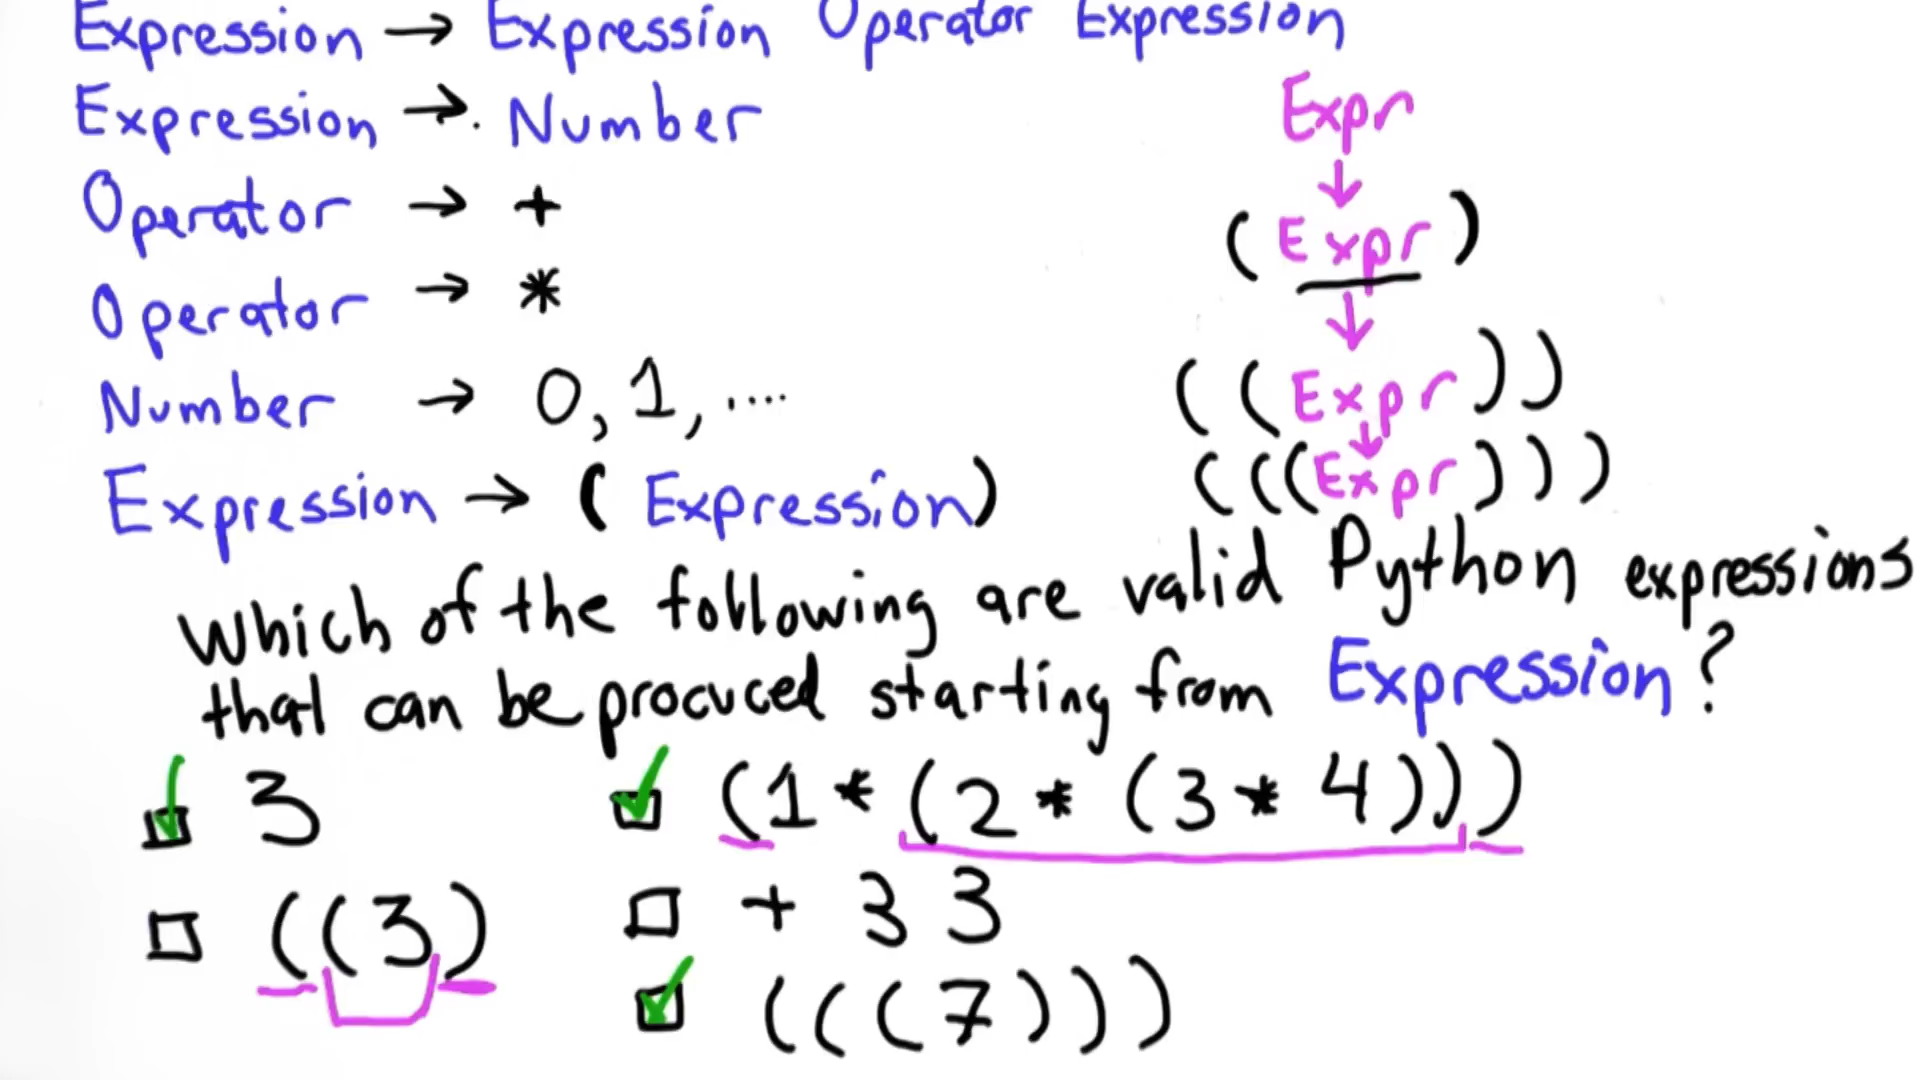 Expression → Expression Operator Expression
Expression → Number
Operator → +
Operator → *
Number → 0, 1, ....
Expression → ( Expression )
Expr
↓
( Expr )
↓
( ( Expr ) )
↓
( ( ( Expr ) ) )
Which of the following are valid Python expressions
that can be procuced starting from Expression?
3
(1 * (2 * (3 * 4)))
((3)
+ 3 3
(((7)))